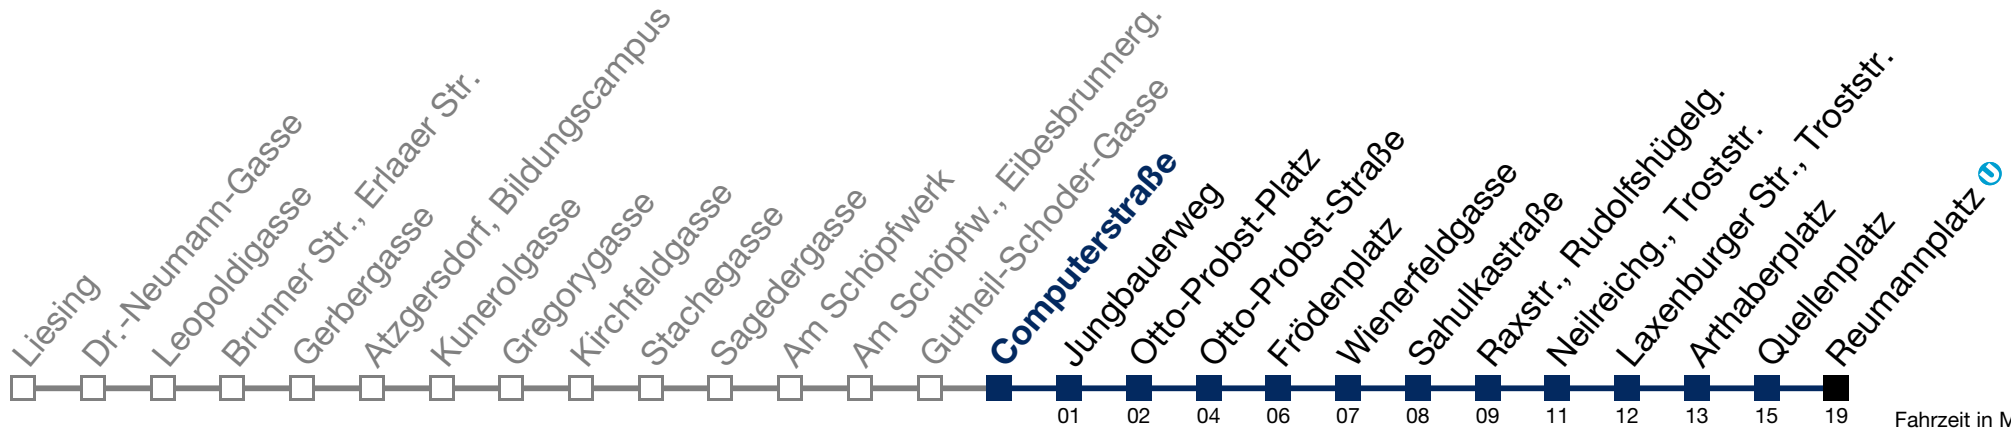 Liesing
Dr.-Neumann-Gasse
Leopoldigasse
Brunner Str., Erlaaer Str.
Gerbergasse
Atzgersdorf, Bildungscampus
Kunerolgasse
Gregorygasse
Kirchfeldgasse
Stachegasse
Sagedergasse
Am Schöpfwerk
Am Schöpfw., Eibesbrunnerg.
Gutheil-Schoder-Gasse
Computerstraße
Jungbauerweg
Otto-Probst-Platz
Otto-Probst-Straße
Frödenplatz
Wienerfeldgasse
Sahulkastraße
Raxstr., Rudolfshügelg.
Neilreichg., Troststr.
Laxenburger Str., Troststr.
Arthaberplatz
Quellenplatz
Reumannplatz U
01 02 04 06 07 08 09 11 12 13 15 19
Fahrzeit in M